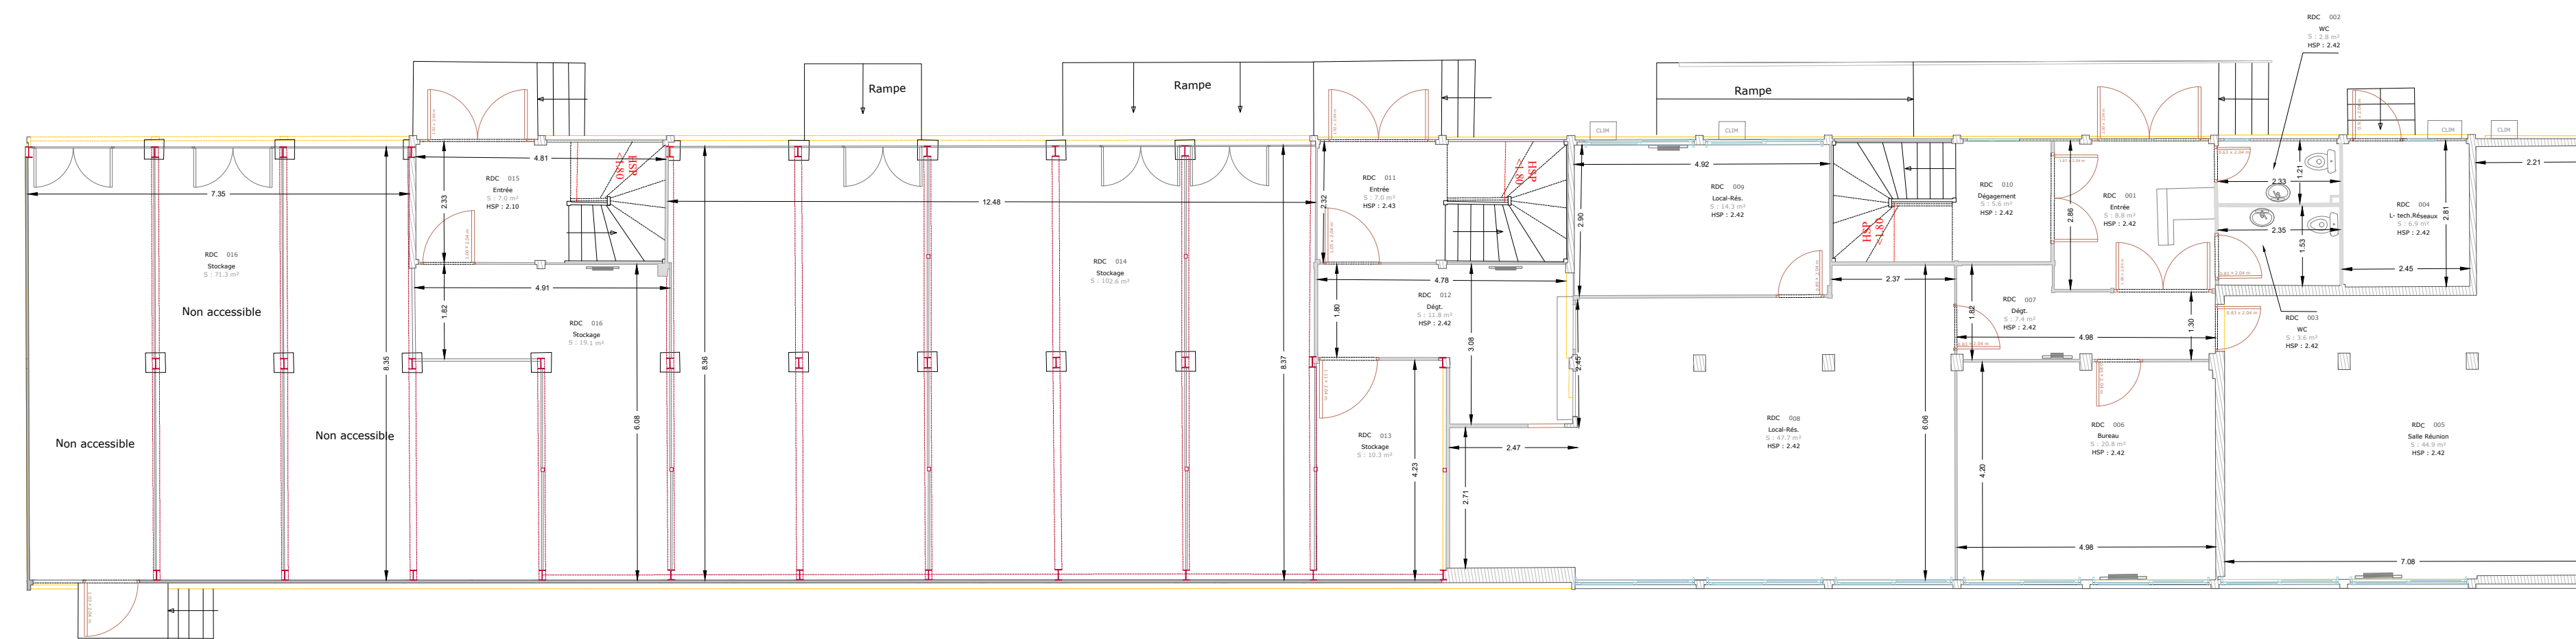 RDC 002
WC
S : 2.8 m²
HSP : 2.42
Rampe
Rampe
Rampe
CLIM
CLIM
CLIM
CLIM
4.81
HSP
<1.80
RDC 015
Entrée
S : 7.0 m²
HSP : 2.10
2.33
7.35
12.48
RDC 011
Entrée
S : 7.0 m²
HSP : 2.43
2.32
HSP
<1.80
4.92
RDC 009
Local-Rés.
S : 14.3 m²
HSP : 2.42
2.90
HSP
<1.80
RDC 010
Dégagement
S : 5.6 m²
HSP : 2.42
2.86
RDC 001
Entrée
S : 8.8 m²
HSP : 2.42
2.33
1.21
2.35
1.53
RDC 004
L- tech.Réseaux
S : 6.9 m²
HSP : 2.42
2.81
2.45
2.21
RDC 016
Stockage
S : 71.3 m²
Non accessible
Non accessible
Non accessible
8.35
4.91
1.82
RDC 016
Stockage
S : 19.1 m²
6.08
8.36
RDC 014
Stockage
S : 102.6 m²
8.37
4.78
RDC 012
Dégt.
S : 11.8 m²
HSP : 2.42
1.80
3.08
2.45
2.37
RDC 007
Dégt.
S : 7.4 m²
HSP : 2.42
1.82
1.30
4.98
RDC 003
WC
S : 3.6 m²
HSP : 2.42
RDC 013
Stockage
S : 10.3 m²
4.23
2.47
2.71
RDC 008
Local-Rés.
S : 47.7 m²
HSP : 2.42
6.06
RDC 006
Bureau
S : 20.8 m²
HSP : 2.42
4.20
4.98
RDC 005
Salle Réunion
S : 44.9 m²
HSP : 2.42
7.08